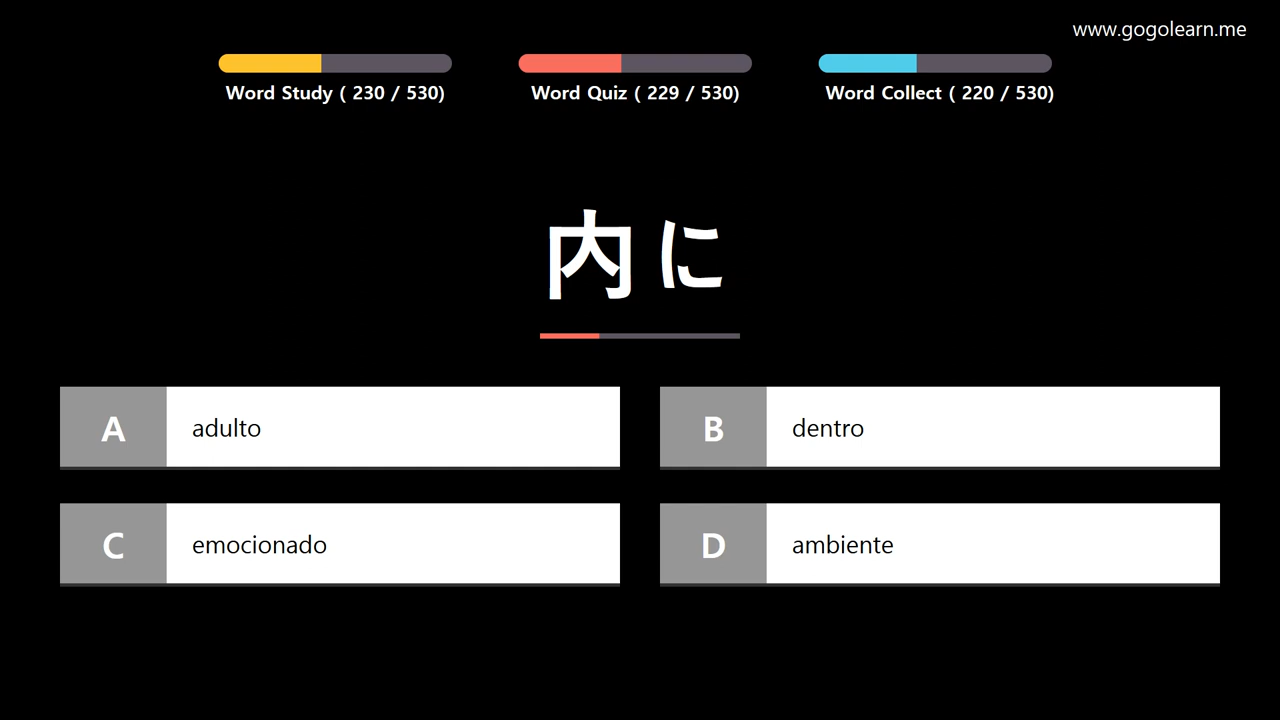 www.gogolearn.me
Word Study ( 230 / 530)
Word Quiz ( 229 / 530)
Word Collect ( 220 / 530)
内に
A adulto
B dentro
C emocionado
D ambiente